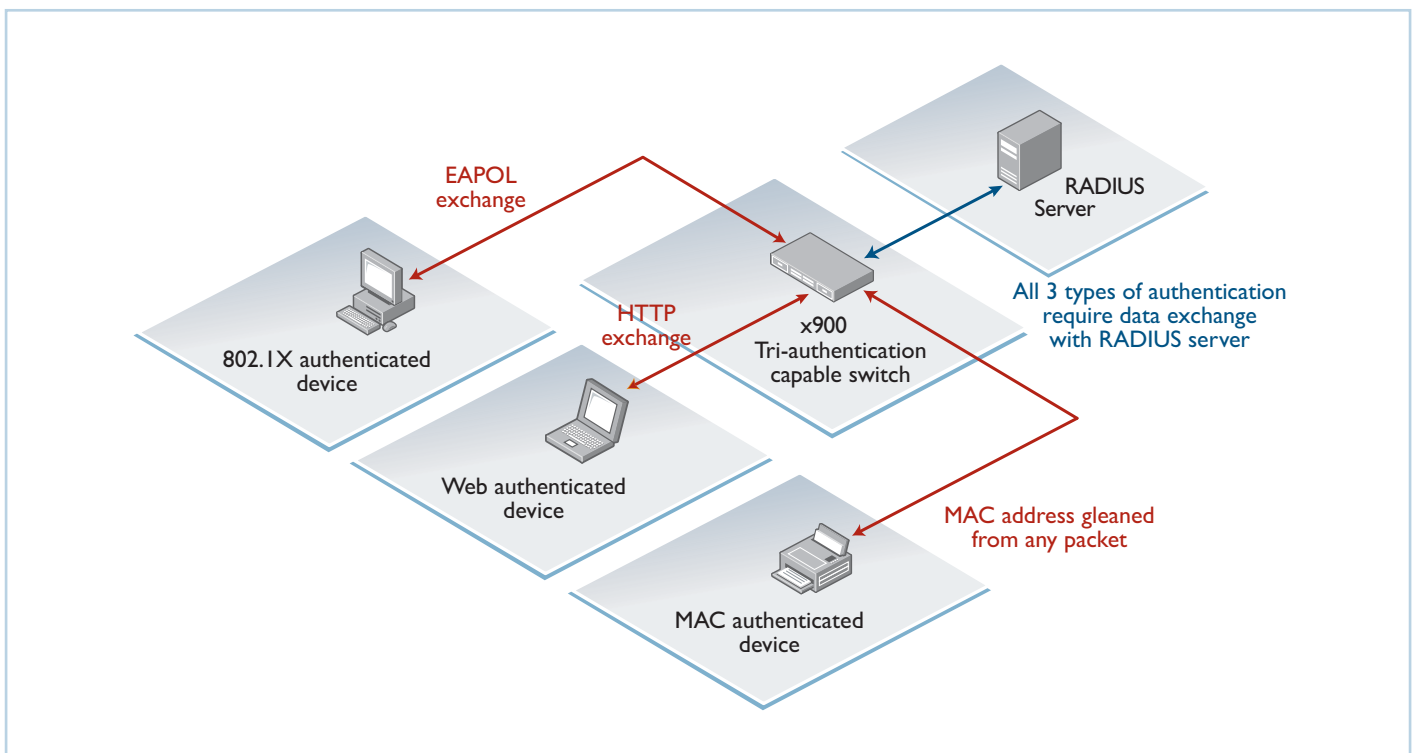 EAPOL
exchange
RADIUS
Server
802.1X authenticated
device
HTTP
exchange
x900
Tri-authentication
capable switch
All 3 types of authentication
require data exchange
with RADIUS server
Web authenticated
device
MAC authenticated
device
MAC address gleaned
from any packet